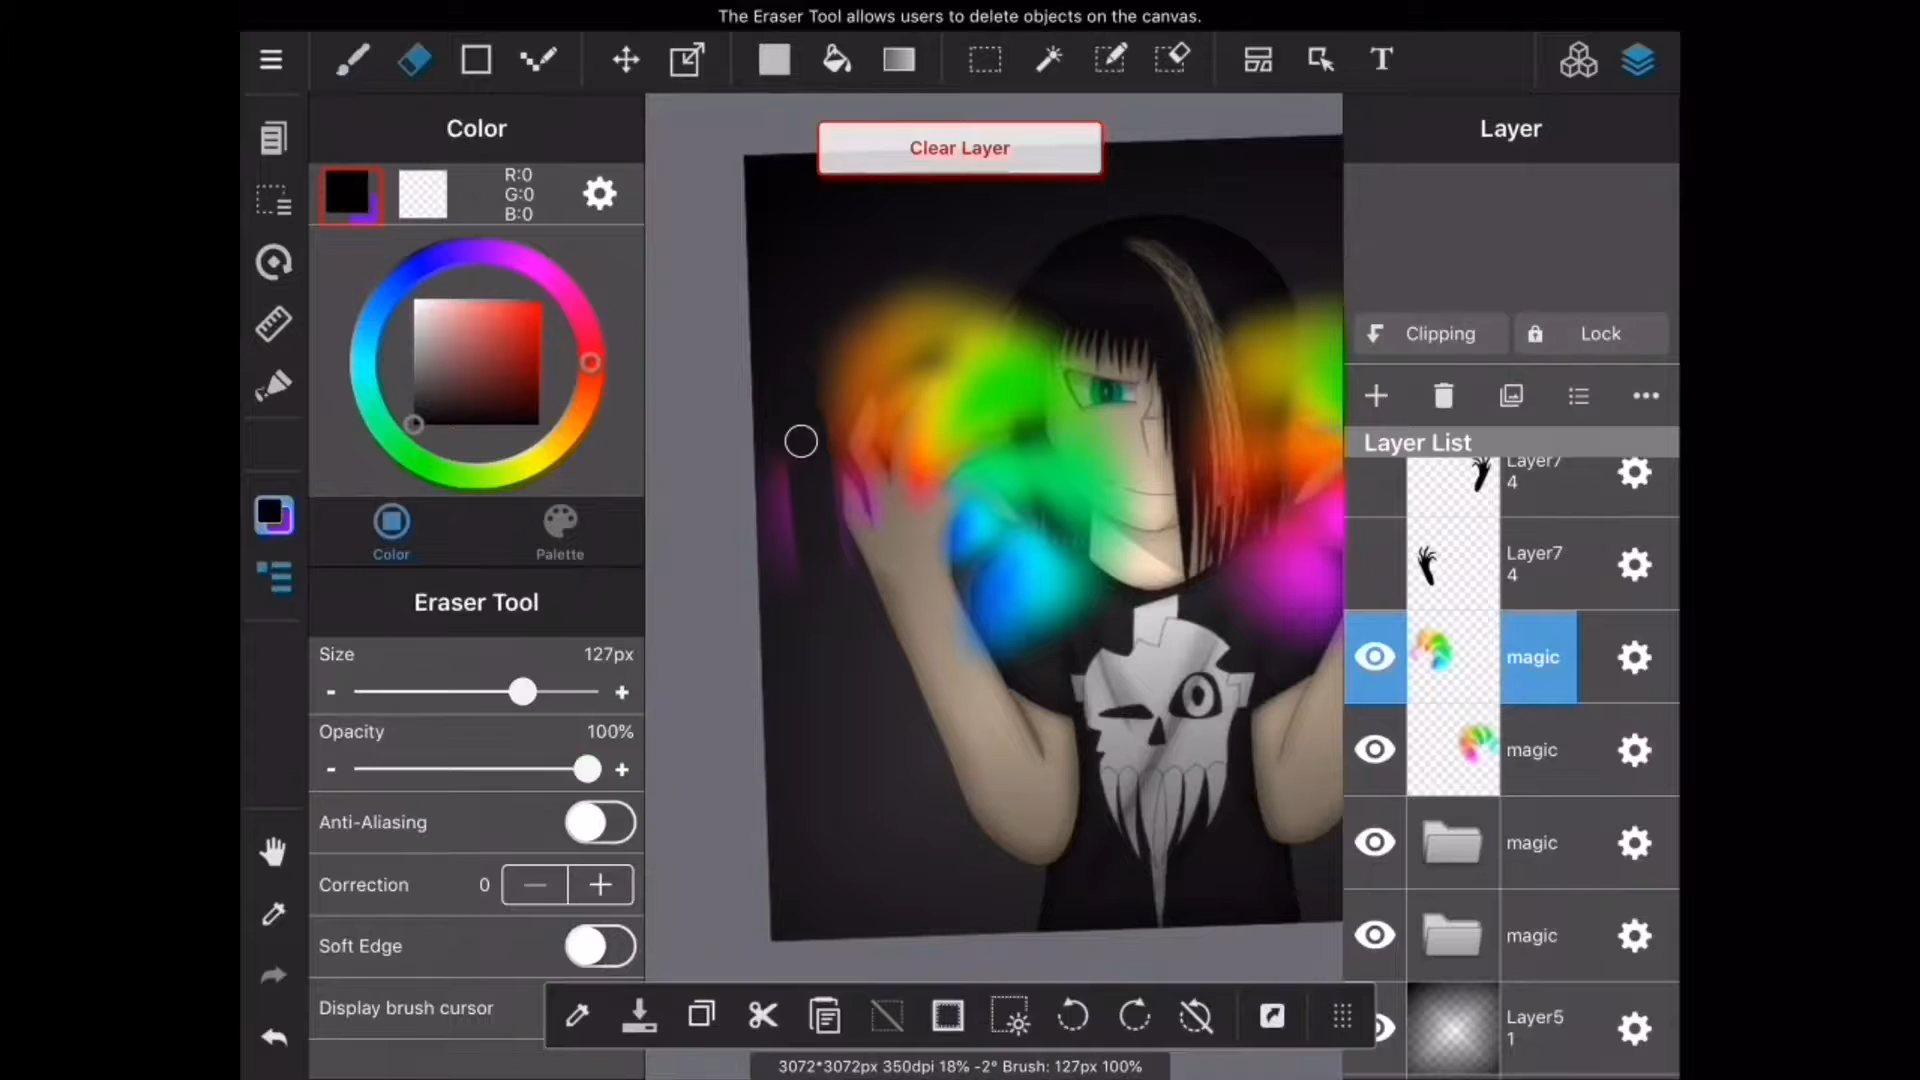 The Eraser Tool allows users to delete objects on the canvas.
T
Color
Clear Layer
Layer
R:0
G:0
B:0
Clipping
Lock
Layer List
Layer7
4
Color
Palette
Layer7
4
Eraser Tool
Size
127px
magic
- +
Opacity
100%
magic
- +
Anti-Aliasing
magic
Correction
0
— +
magic
Soft Edge
Display brush cursor
Layer5
1
3072*3072px 350dpi 18% -2° Brush: 127px 100%